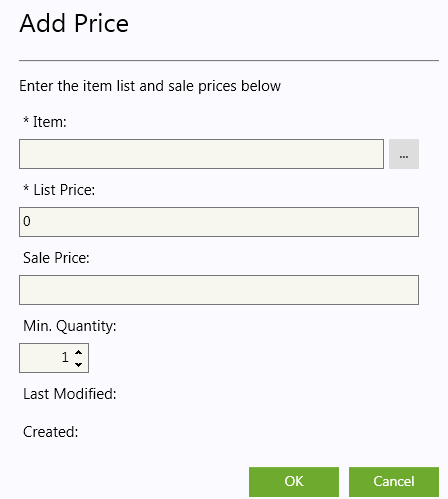 Add Price
Enter the item list and sale prices below
* Item:
...
* List Price:
0
Sale Price:
Min. Quantity:
1
Last Modified:
Created:
OK Cancel